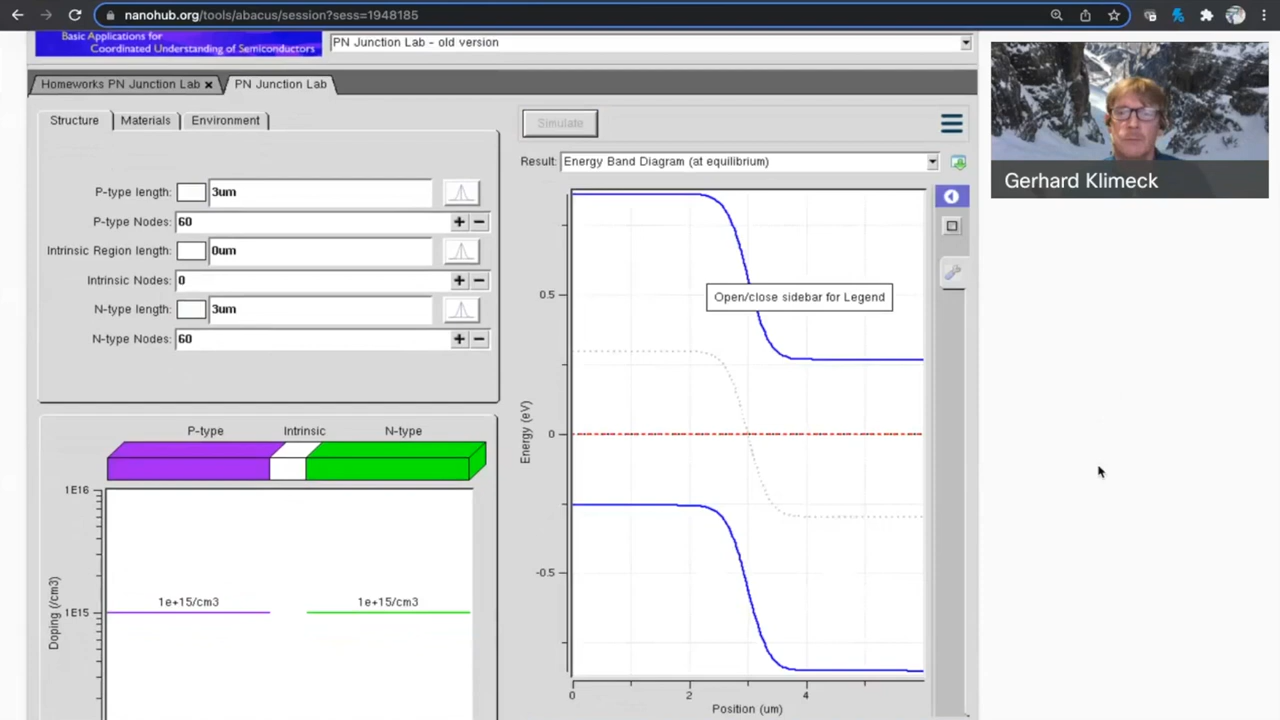 nanohub.org/tools/abacus/session?sess=1948185
Basic Applications for
Coordinated Understanding of Semiconductors
PN Junction Lab - old version
Homeworks PN Junction Lab
PN Junction Lab
Structure
Materials
Environment
P-type length:
3um
P-type Nodes:
60
Intrinsic Region length:
0um
Intrinsic Nodes:
0
N-type length:
3um
N-type Nodes:
60
P-type
Intrinsic
N-type
1E16
1E15
Doping (/cm3)
1e+15/cm3
1e+15/cm3
Simulate
Result:
Energy Band Diagram (at equilibrium)
Open/close sidebar for Legend
0.5
0
-0.5
Energy (eV)
0
2
4
Position (um)
Gerhard Klimeck